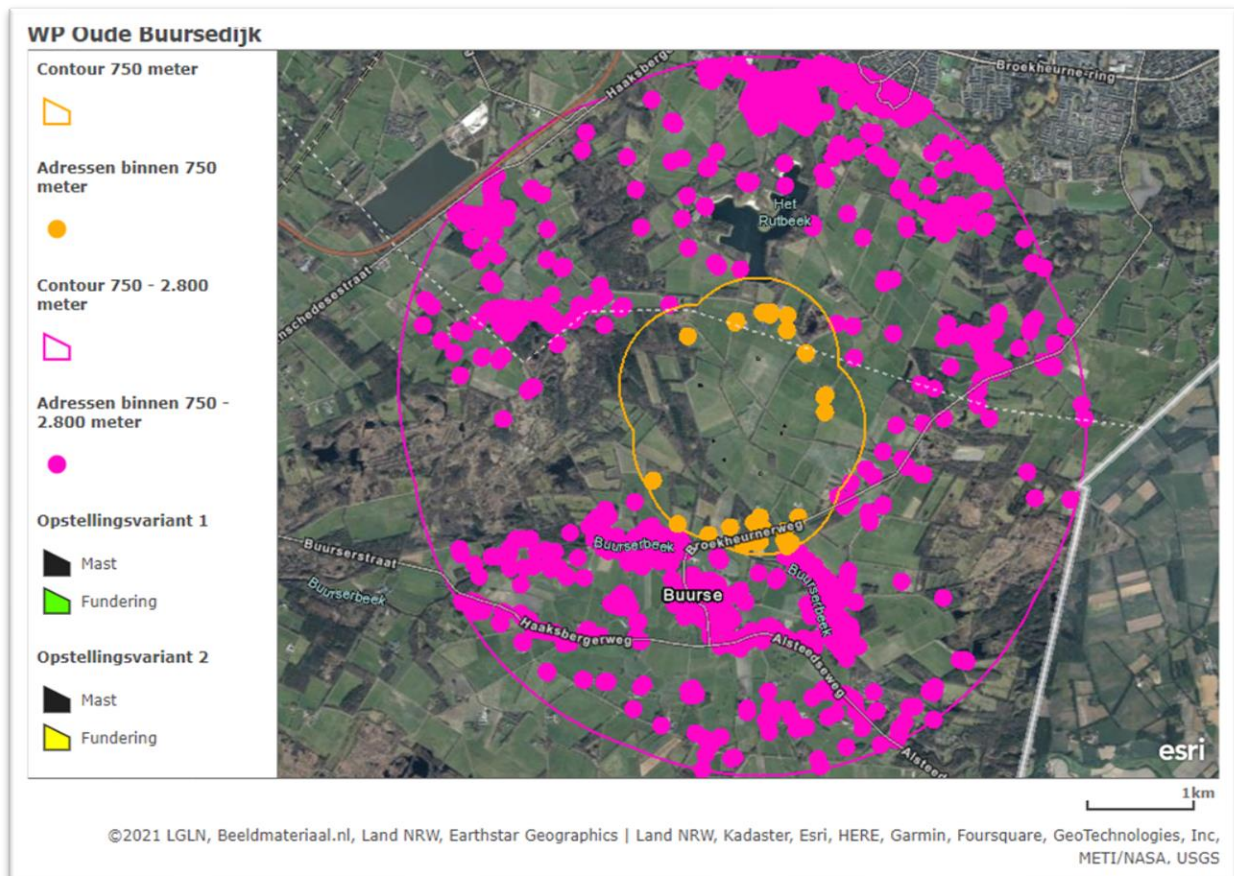 WP Oude Buursedijk
Contour 750 meter
Adressen binnen 750
meter
Contour 750 - 2.800
meter
Adressen binnen 750 -
2.800 meter
Opstellingsvariant 1
Mast
Fundering
Opstellingsvariant 2
Mast
Fundering
Haaksberge
Broekheurne-ring
Het
Rutbeek
nschedesestraat
Buurserstraat
Buurserbeek
Buurserbeek
Broekheurnerweg
Buurse
Buurserbeek
Haaksbergerweg
Alsteedseweg
Alsteed
esri
1km
©2021 LGLN, Beeldmateriaal.nl, Land NRW, Earthstar Geographics | Land NRW, Kadaster, Esri, HERE, Garmin, Foursquare, GeoTechnologies, Inc,
METI/NASA, USGS